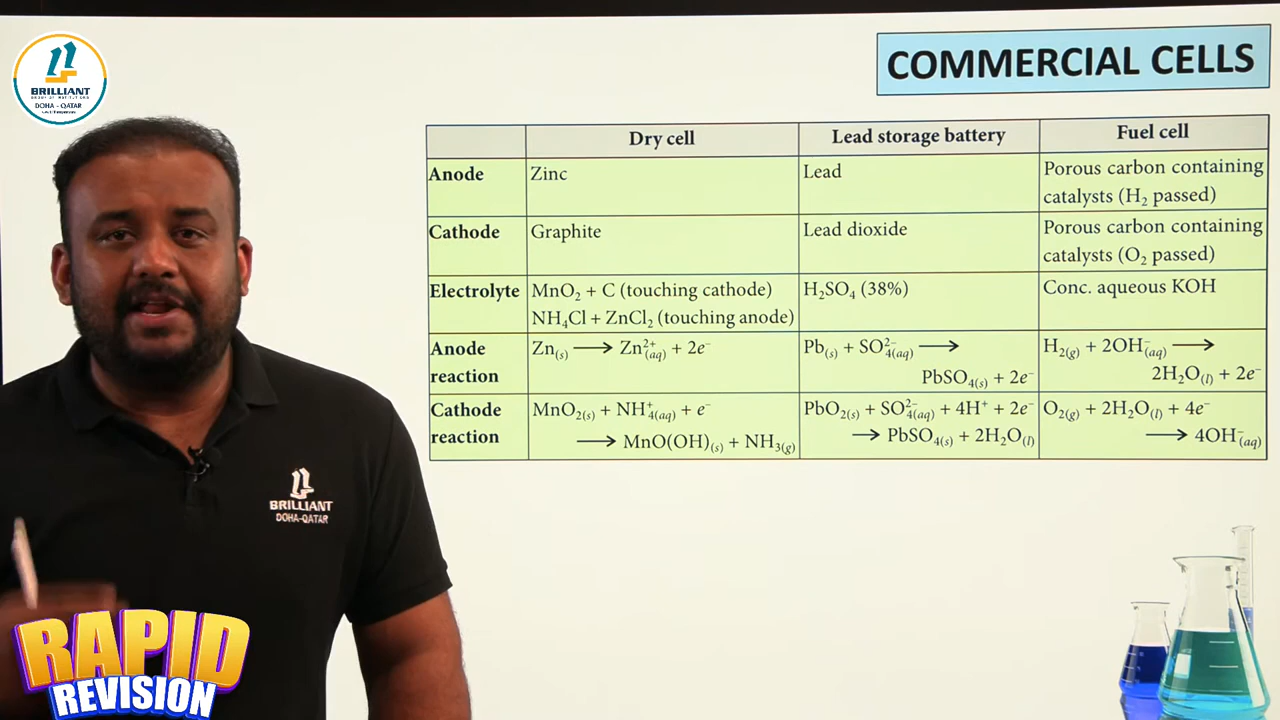 BRILLIANT
DOHA - QATAR
COMMERCIAL CELLS
Dry cell Lead storage battery Fuel cell
Anode Zinc Lead Porous carbon containing catalysts (H₂ passed)
Cathode Graphite Lead dioxide Porous carbon containing catalysts (O₂ passed)
Electrolyte MnO₂ + C (touching cathode) H₂SO₄ (38%) Conc. aqueous KOH
NH₄Cl + ZnCl₂ (touching anode)
Anode reaction Zn(s) ⟶ Zn²⁺(aq) + 2e⁻ Pb(s) + SO₄²⁻(aq) ⟶ PbSO₄(s) + 2e⁻ H₂(g) + 2OH⁻(aq) ⟶ 2H₂O(l) + 2e⁻
Cathode reaction MnO₂(s) + NH₄⁺(aq) + e⁻ ⟶ MnO(OH)(s) + NH₃(g) PbO₂(s) + SO₄²⁻(aq) + 4H⁺ + 2e⁻ ⟶ PbSO₄(s) + 2H₂O(l) O₂(g) + 2H₂O(l) + 4e⁻ ⟶ 4OH⁻(aq)
BRILLIANT
DOHA-QATAR
RAPID
REVISION